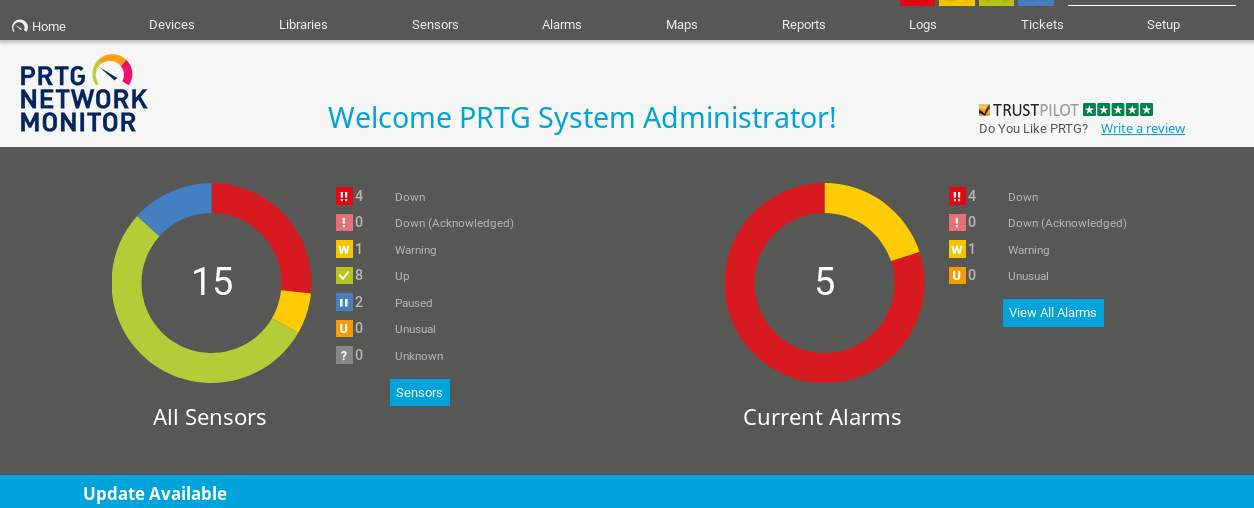 Home Devices Libraries Sensors Alarms Maps Reports Logs Tickets Setup
PRTG
NETWORK
MONITOR
Welcome PRTG System Administrator!
TRUSTPILOT
Do You Like PRTG? Write a review
15
!! 4 Down
! 0 Down (Acknowledged)
W 1 Warning
8 Up
2 Paused
U 0 Unusual
? 0 Unknown
Sensors
All Sensors
5
!! 4 Down
! 0 Down (Acknowledged)
W 1 Warning
U 0 Unusual
View All Alarms
Current Alarms
Update Available